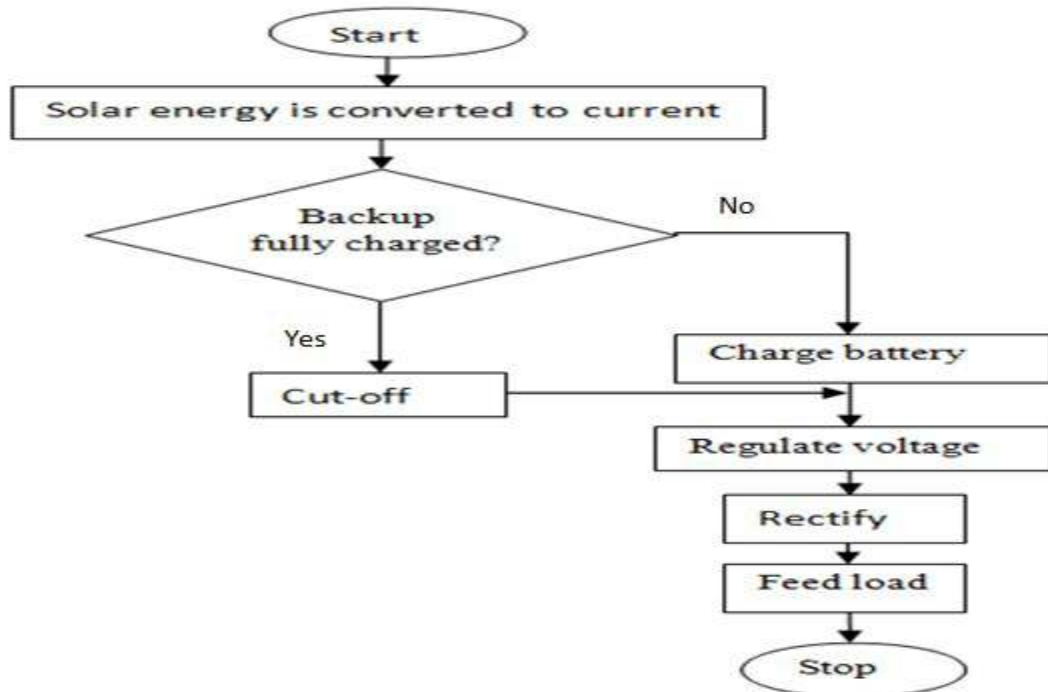 Start
Solar energy is converted to current
Backup
fully charged?
No
Yes
Charge battery
Cut-off
Regulate voltage
Rectify
Feed load
Stop